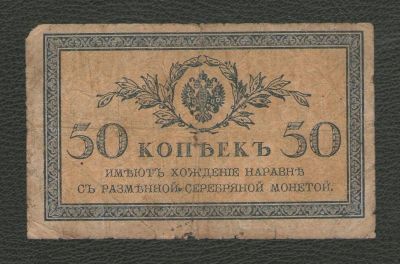 50 КОПѢЕКЪ 50
ИМѢЮТЪ ХОЖДЕНІЕ НАРАВНѢ
СЪ РАЗМѢННОЙ СЕРЕБРЯНОЙ МОНЕТОЙ.